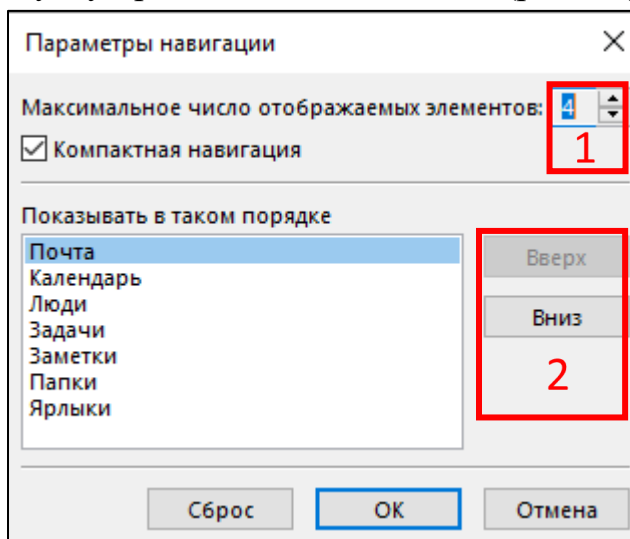 Параметры навигации
Максимальное число отображаемых элементов: 4
1
Компактная навигация
Показывать в таком порядке
Почта
Календарь
Люди
Задачи
Заметки
Папки
Ярлыки
Вверх
Вниз
2
Сброс ОК Отмена